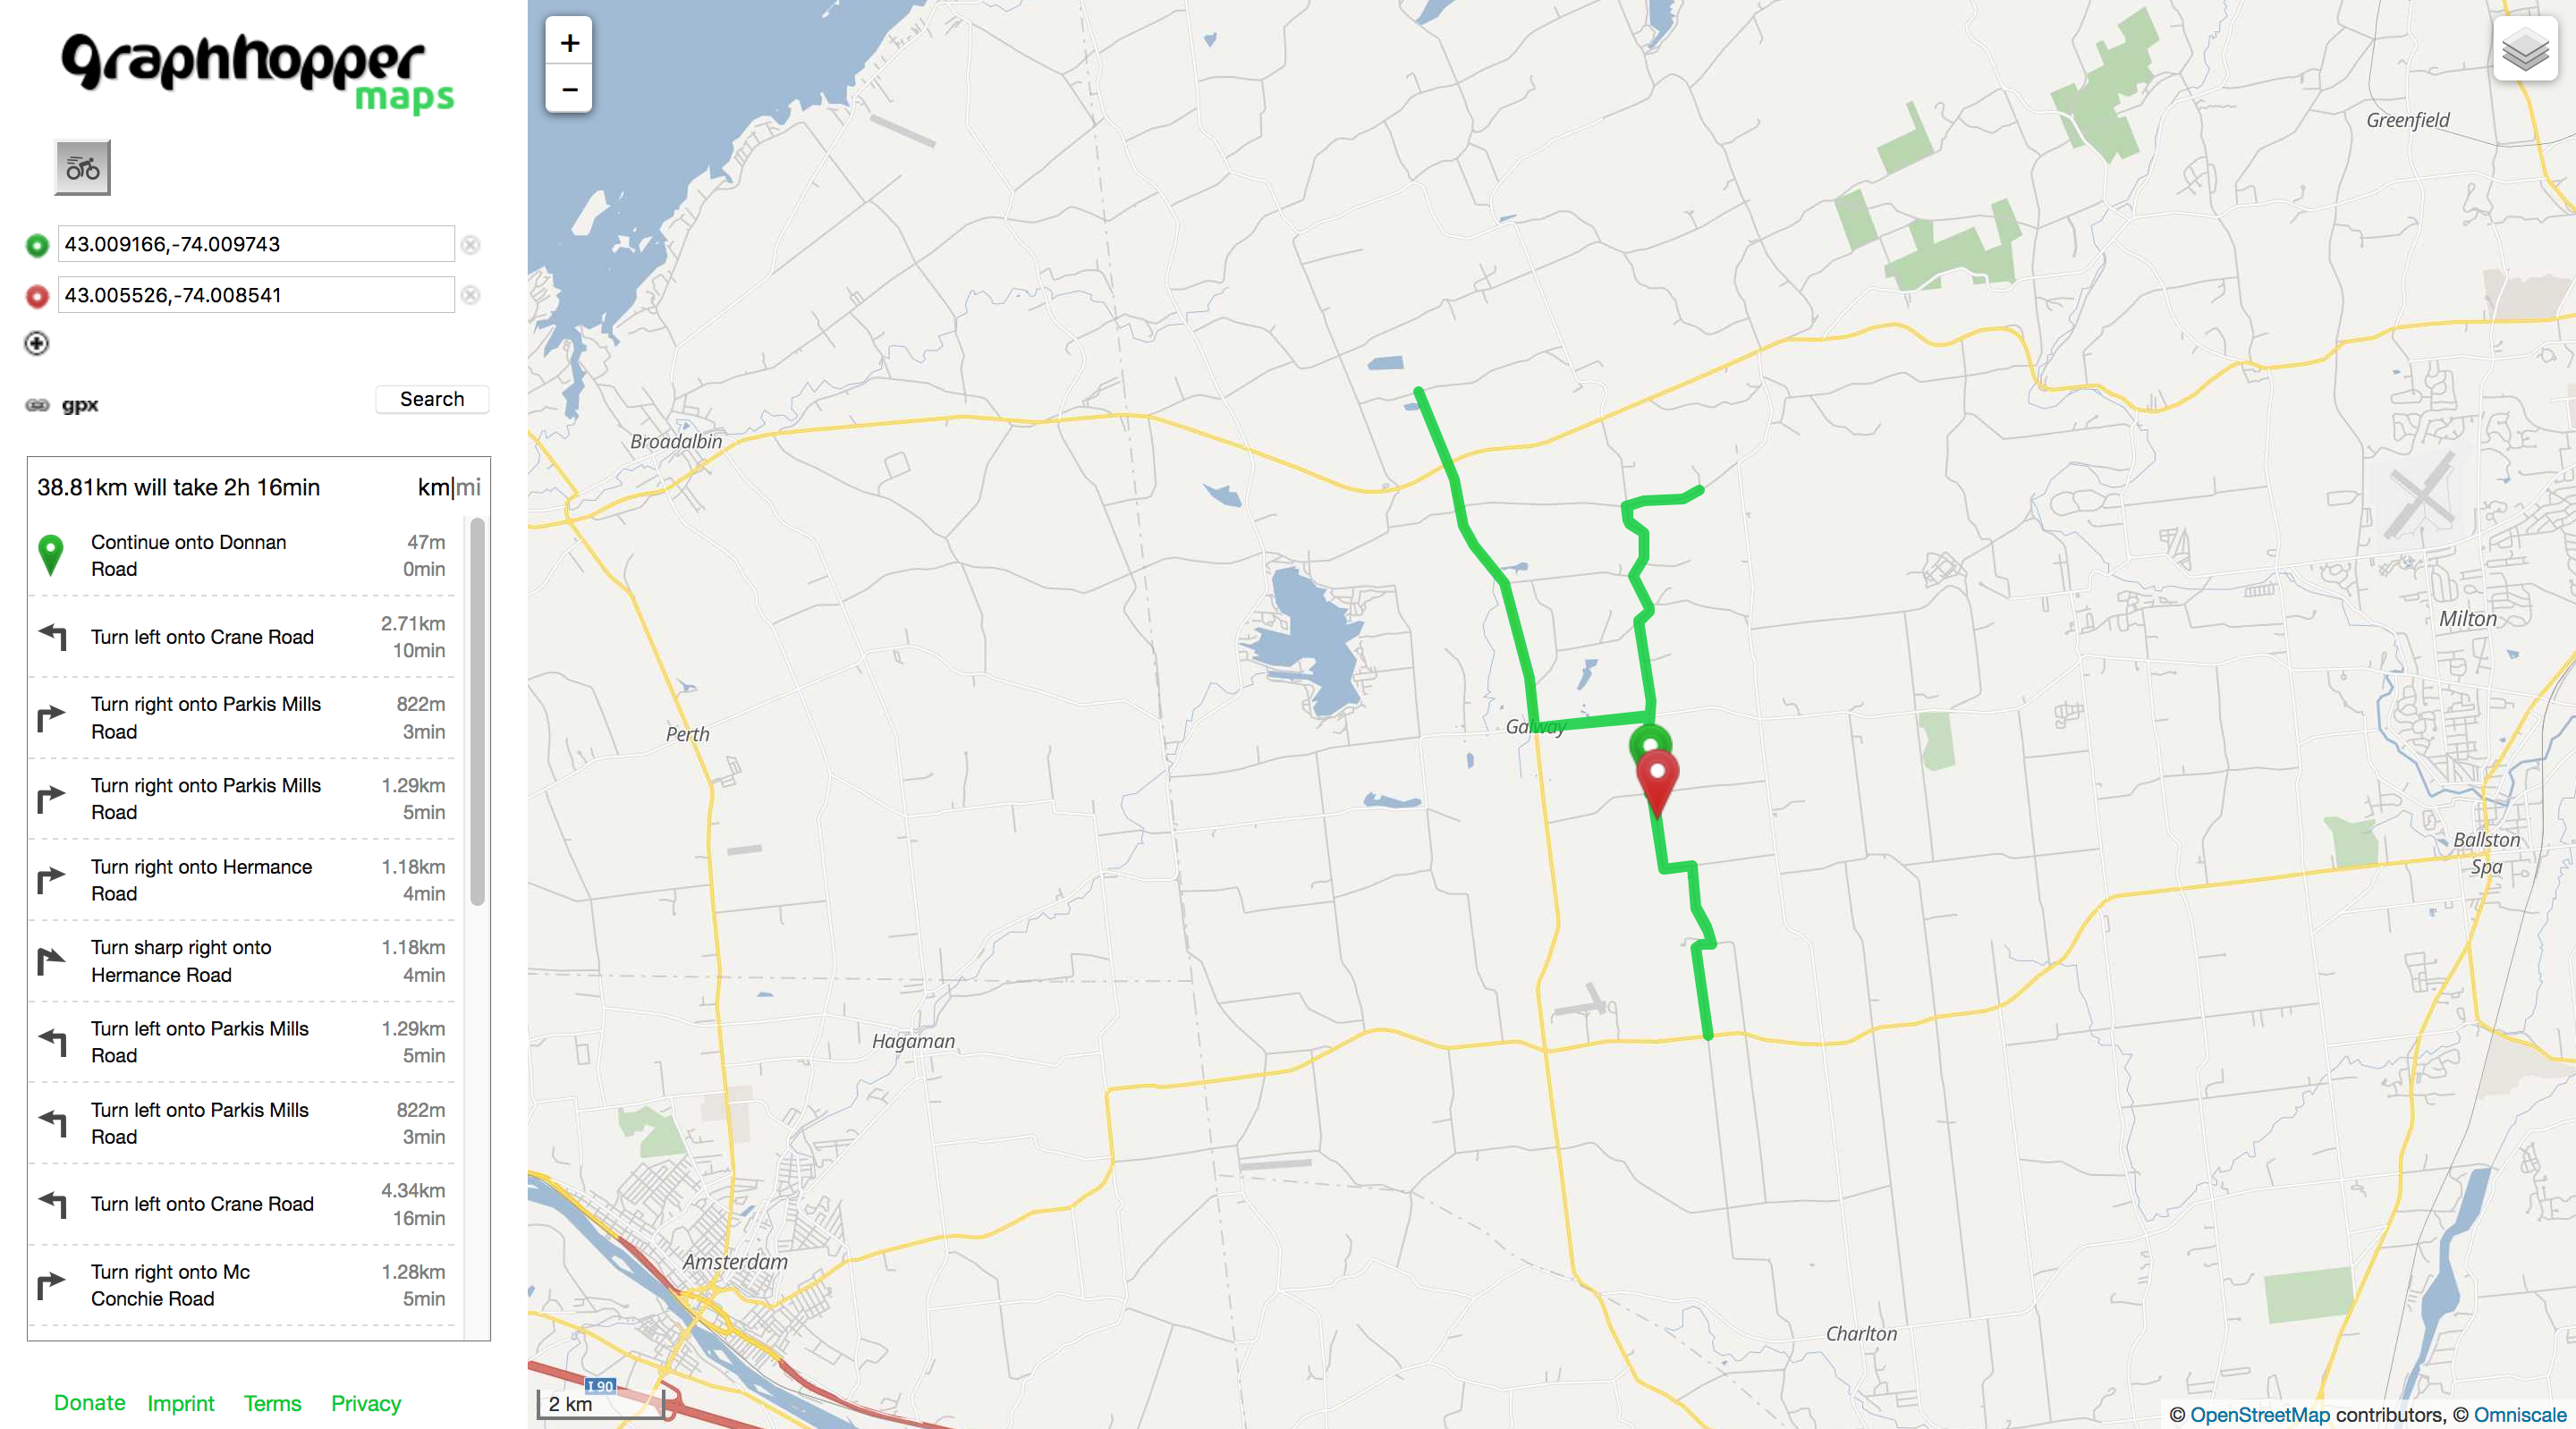 graphhopper
maps
43.009166,-74.009743
43.005526,-74.008541
gpx
Search
38.81km will take 2h 16min
km|mi
Continue onto Donnan
Road
47m
0min
Turn left onto Crane Road
2.71km
10min
Turn right onto Parkis Mills
Road
822m
3min
Turn right onto Parkis Mills
Road
1.29km
5min
Turn right onto Hermance
Road
1.18km
4min
Turn sharp right onto
Hermance Road
1.18km
4min
Turn left onto Parkis Mills
Road
1.29km
5min
Turn left onto Parkis Mills
Road
822m
3min
Turn left onto Crane Road
4.34km
16min
Turn right onto Mc
Conchie Road
1.28km
5min
Donate Imprint Terms Privacy
+
−
Greenfield
Broadalbin
Milton
Perth
Galway
Ballston
Spa
Hagaman
Amsterdam
Charlton
I 90
2 km
© OpenStreetMap contributors, © Omniscale